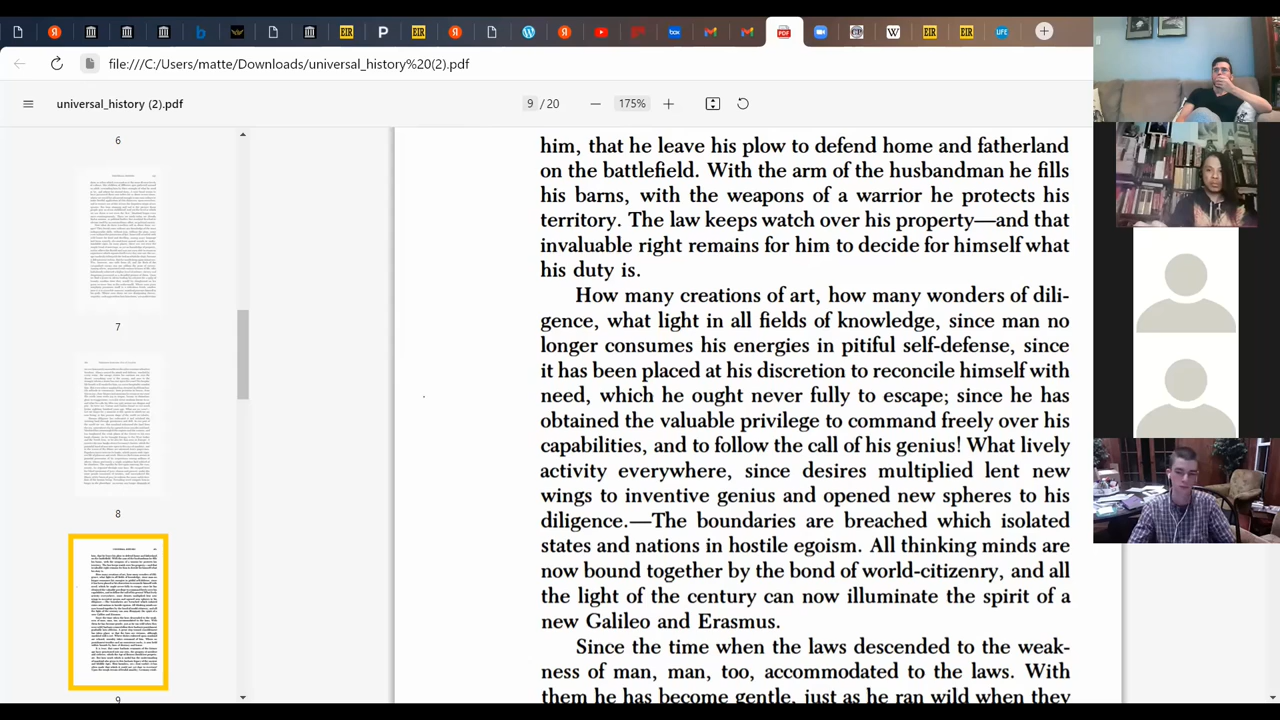 EIR
P
EIR
box
PDF
W
EIR
EIR
LIFE
file:///C:/Users/matte/Downloads/universal_history%20(2).pdf
universal_history (2).pdf
9 / 20
175%
6
7
8
9
him, that he leave his plow to defend home and fatherland
on the battlefield. With the arm of the husbandman he fills
his barns, with the weapons of the warrior he protects his
territory. The law keeps watch over his property—and that
invaluable right remains for him to decide for himself what
his duty is.
How many creations of art, how many wonders of dili-
gence, what light in all fields of knowledge, since man no
longer consumes his energies in pitiful self-defense, since
it has been placed at his discretion to reconcile himself with
need, which he ought never fully to escape; since he has
gained the valuable privilege to command freely over his
capabilities, and to follow the call of his genius! What lively
activity everywhere, since desires multiplied lent new
wings to inventive genius and opened new spheres to his
diligence.—The boundaries are breached which isolated
states and nations in hostile egoism. All thinking minds are
now bound together by the bond of world-citizenry, and all
the light of the century can now illuminate the spirit of a
new Galileo and Erasmus.
Since the time when the laws descended to the weak-
ness of man, man, too, accommodated to the laws. With
them he has become gentle, just as he ran wild when they